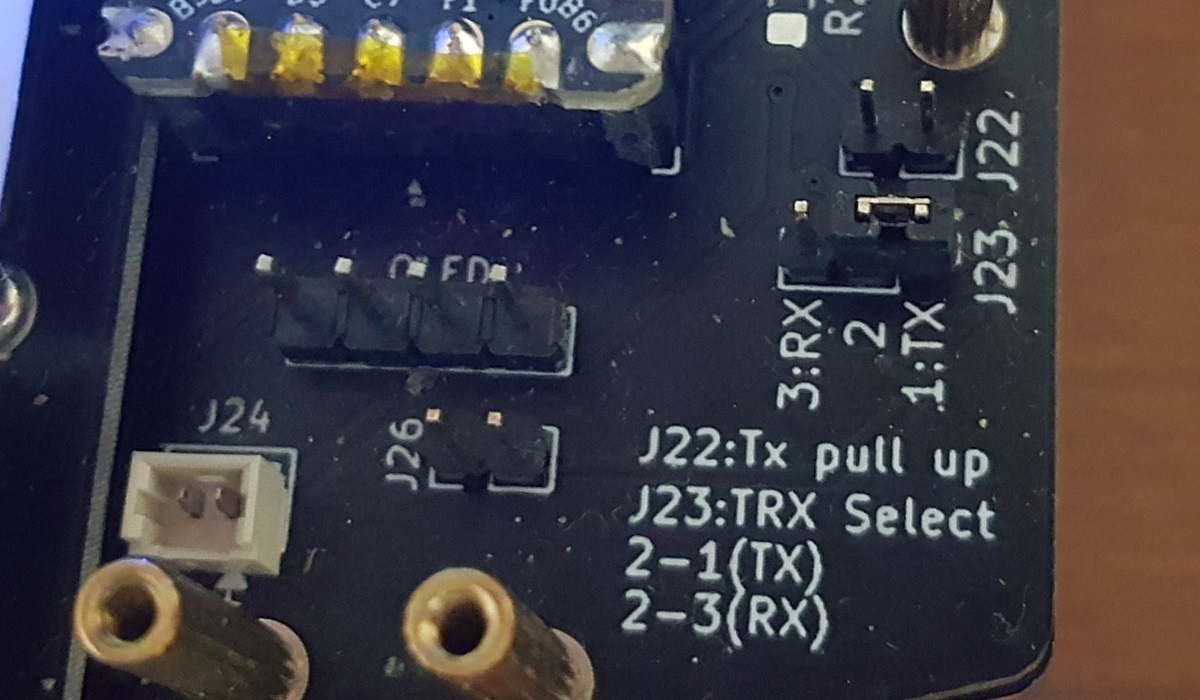 J22
J23
3:RX
2
1:TX
J24
J26
J22:Tx pull up
J23:TRX Select
2-1(TX)
2-3(RX)